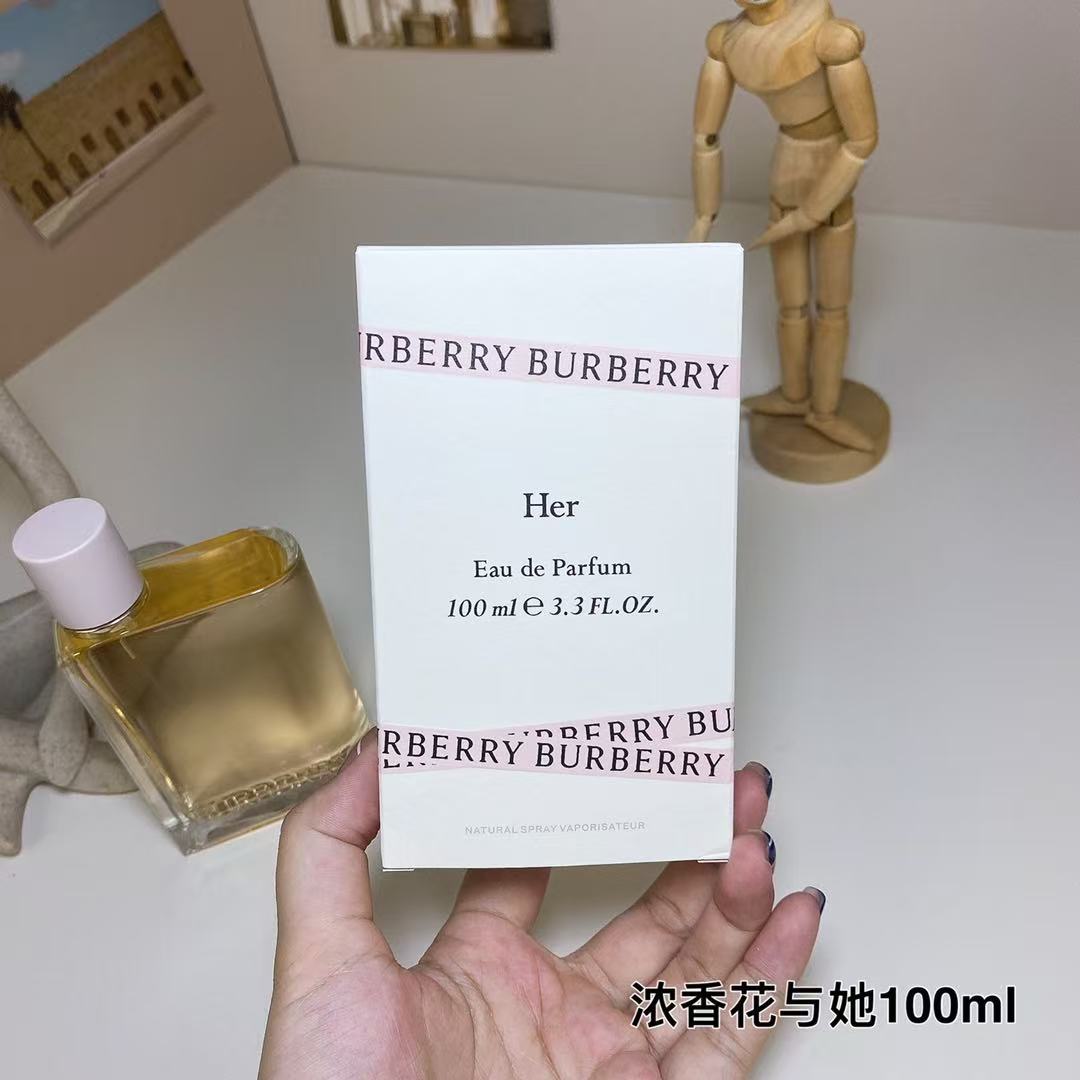 URBERRY BURBERRY
Her
Eau de Parfum
100 ml ℮ 3.3 FL.OZ.
URBERRY BU
URBERRY BURBERRY
NATURAL SPRAY VAPORISATEUR
BURBERRY
浓香花与她100ml